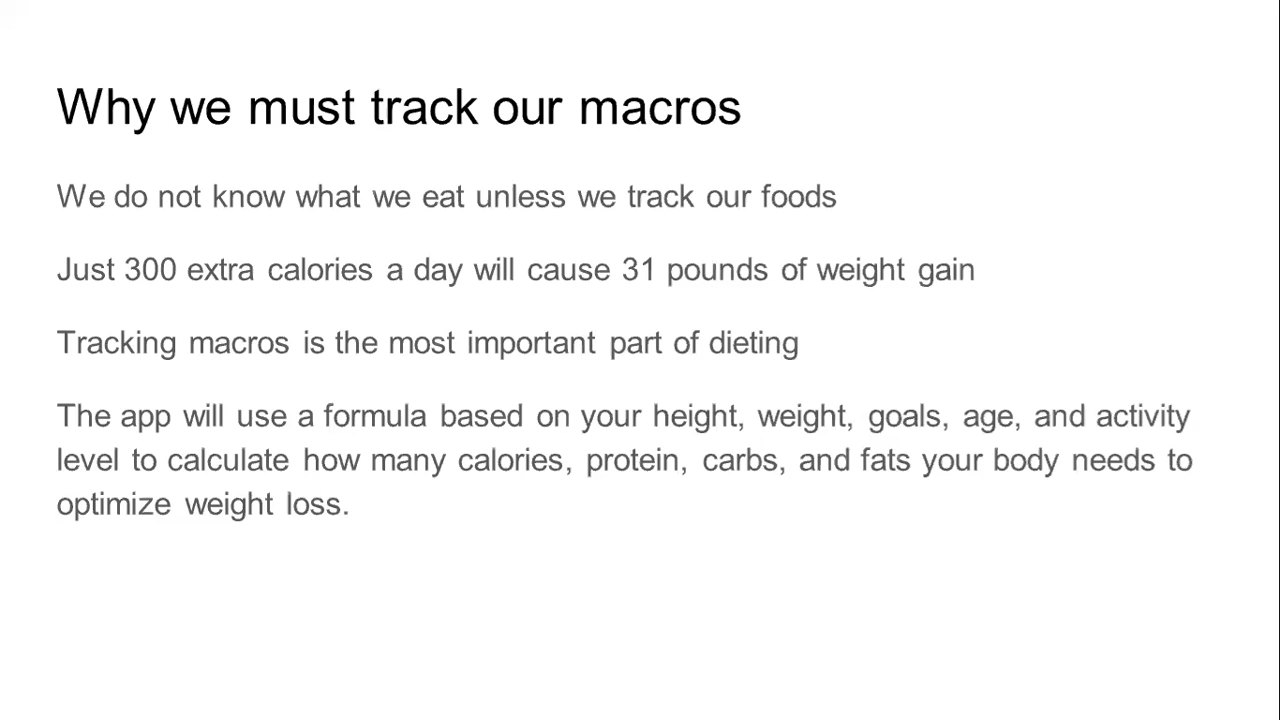 Why we must track our macros
We do not know what we eat unless we track our foods
Just 300 extra calories a day will cause 31 pounds of weight gain
Tracking macros is the most important part of dieting
The app will use a formula based on your height, weight, goals, age, and activity
level to calculate how many calories, protein, carbs, and fats your body needs to
optimize weight loss.